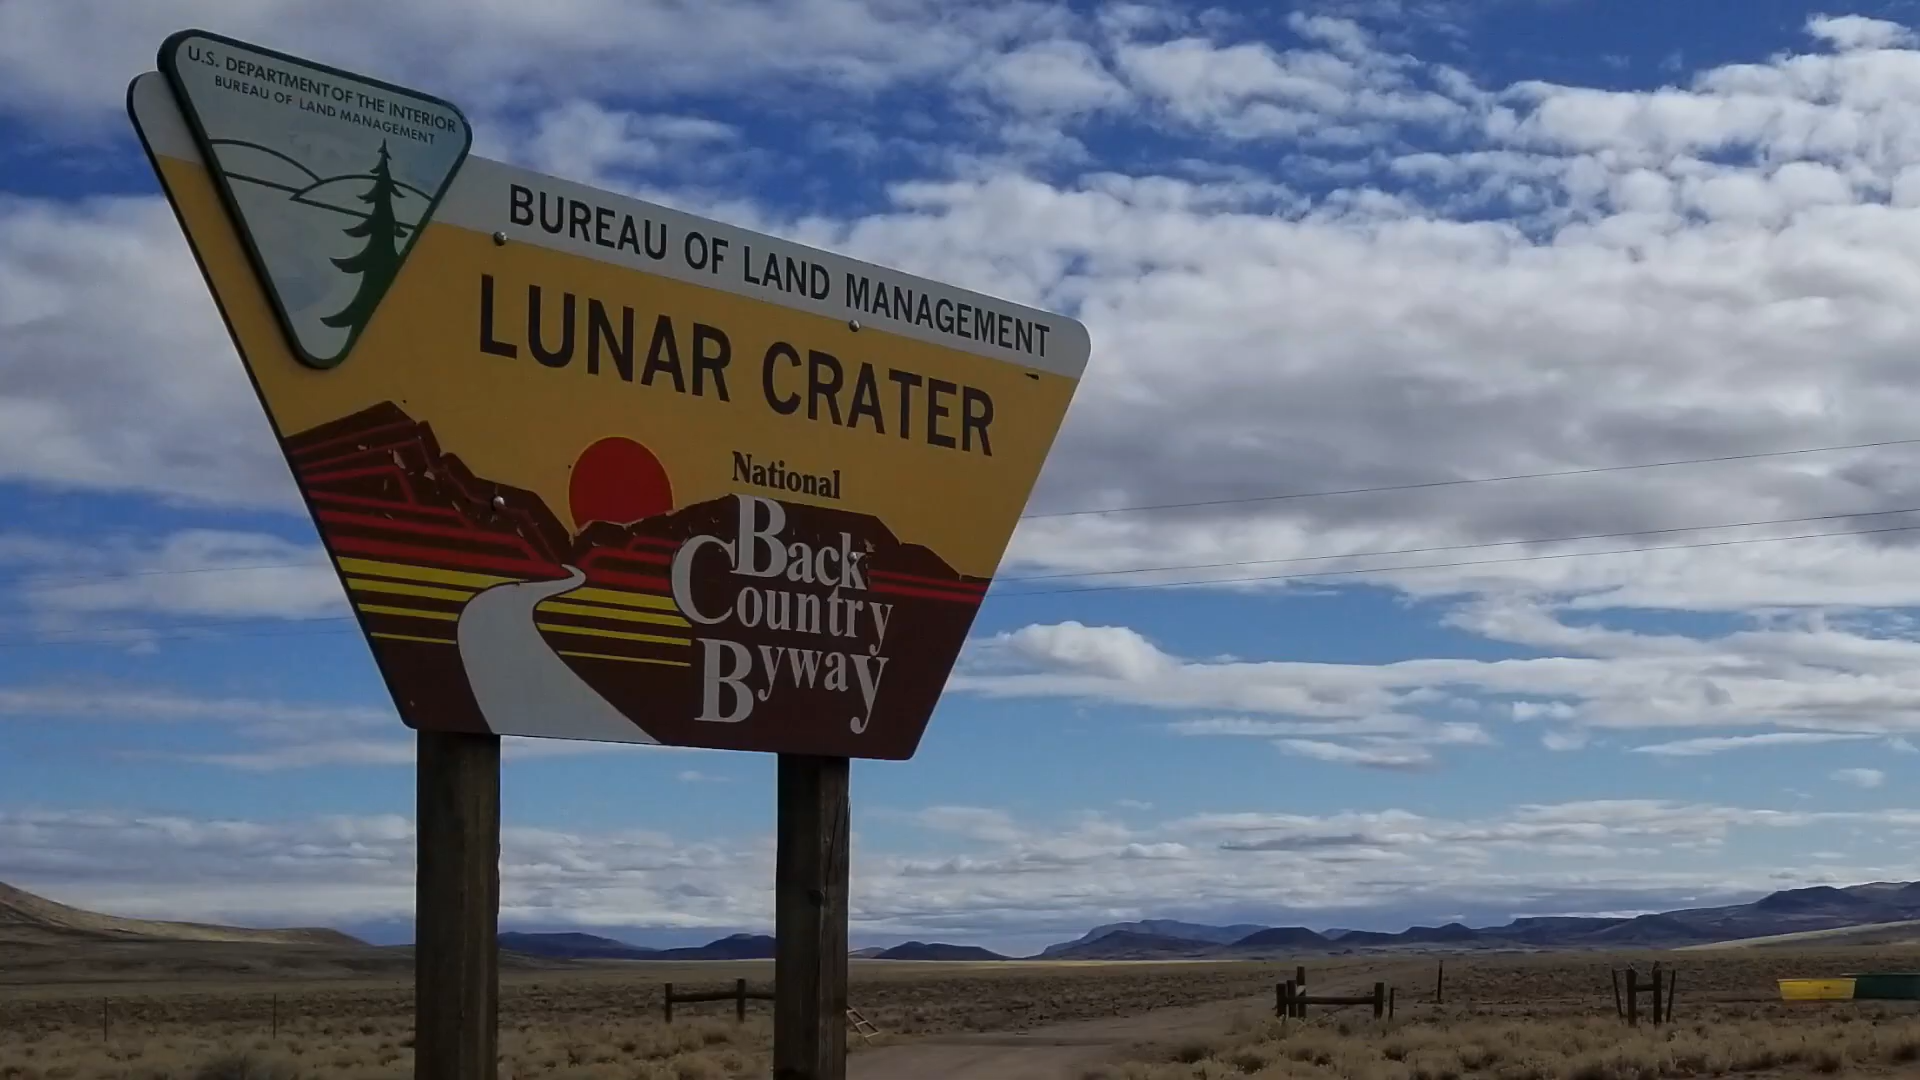 U.S. DEPARTMENT OF THE INTERIOR
BUREAU OF LAND MANAGEMENT
BUREAU OF LAND MANAGEMENT
LUNAR CRATER
National
Back
Country
Byway